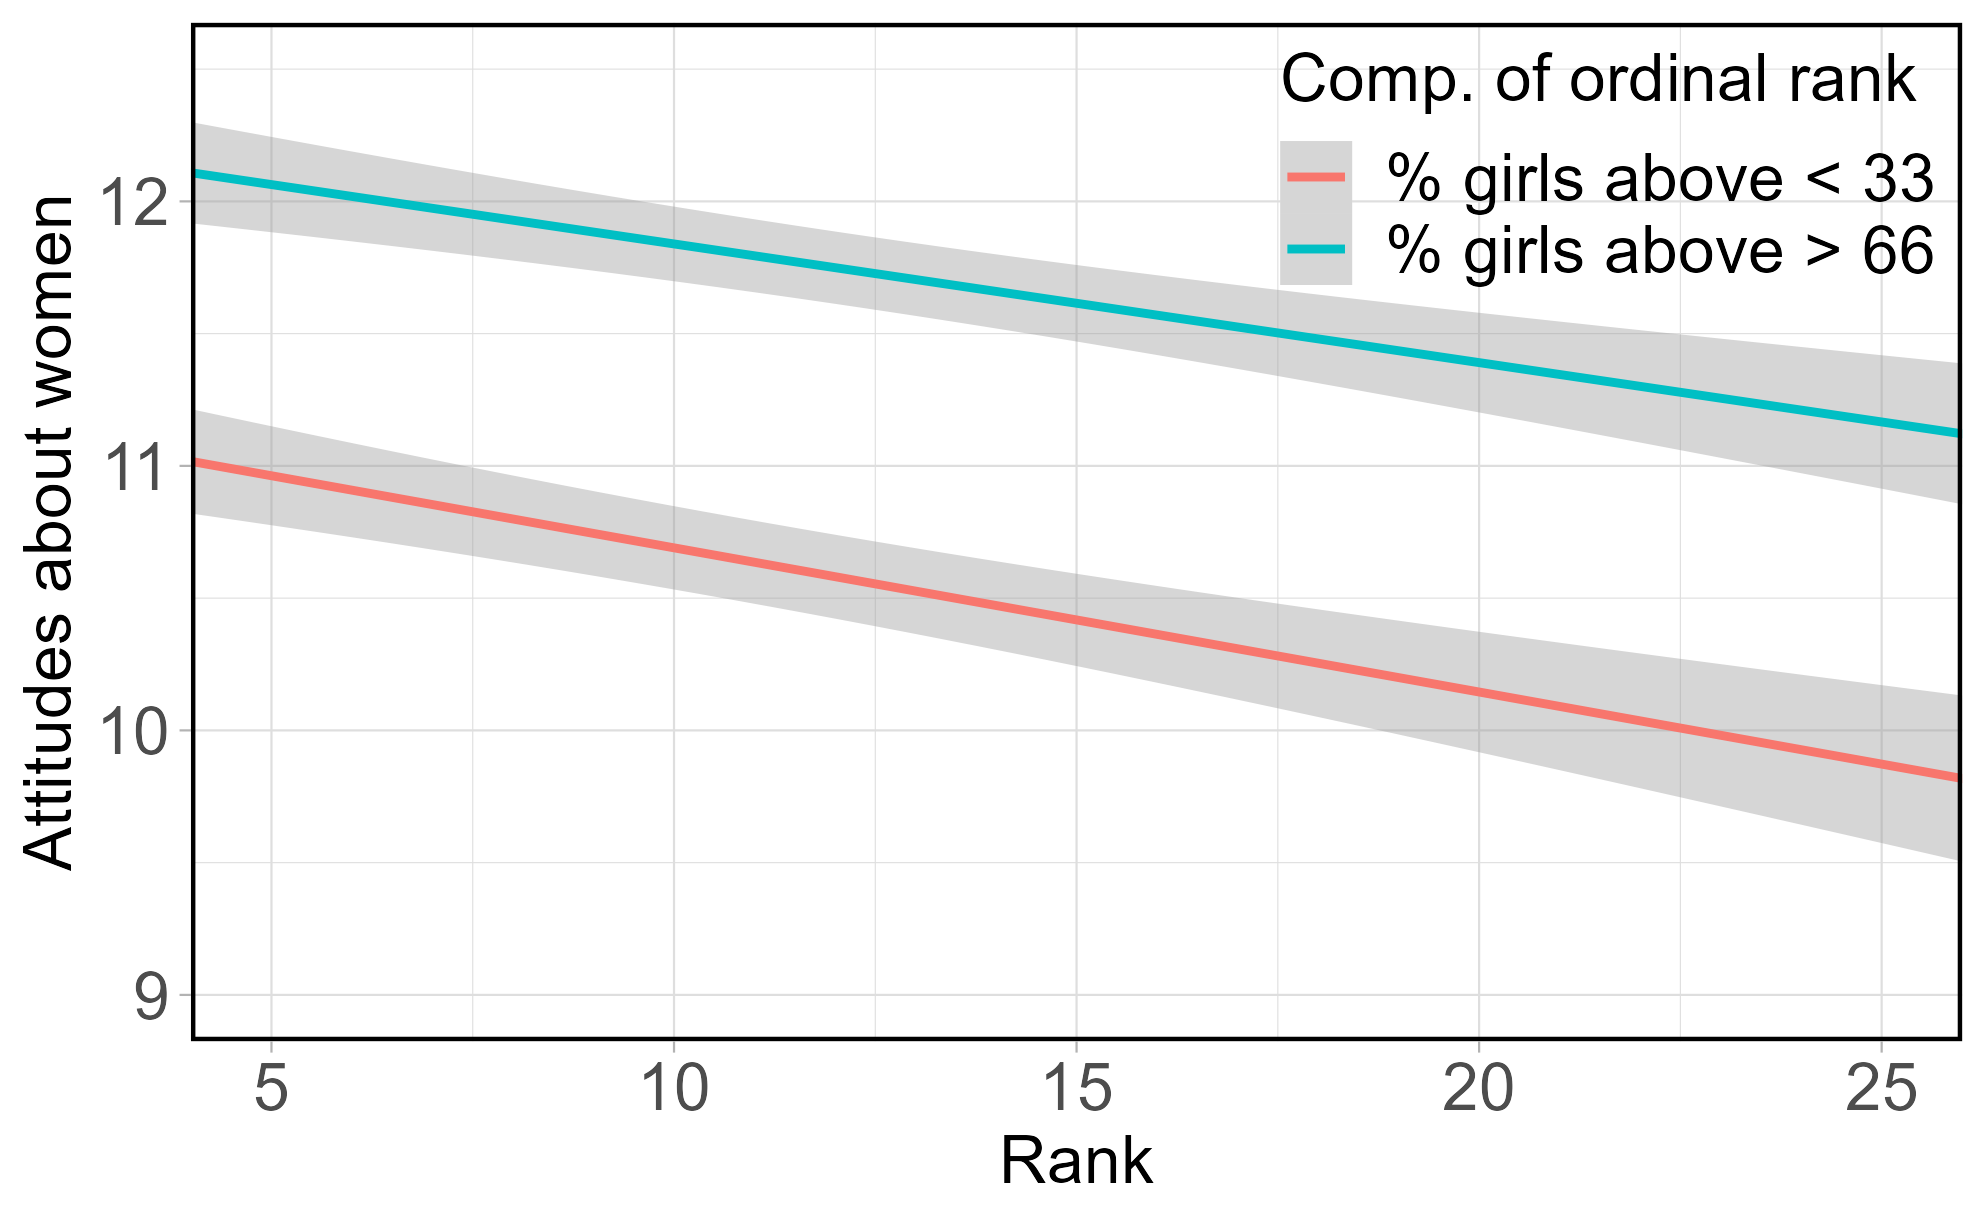 Comp. of ordinal rank
% girls above < 33
% girls above > 66
Attitudes about women
12
11
10
9
5 10 15 20 25
Rank